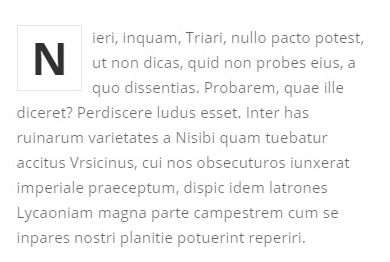 Nieri, inquam, Triari, nullo pacto potest,
ut non dicas, quid non probes eius, a
quo dissentias. Probarem, quae ille
diceret? Perdiscere ludus esset. Inter has
ruinarum varietates a Nisibi quam tuebatur
accitus Vrsicinus, cui nos obsecuturos iunxerat
imperiale praeceptum, dispic idem latrones
Lycaoniam magna parte campestrem cum se
inpares nostri planitie potuerint reperiri.